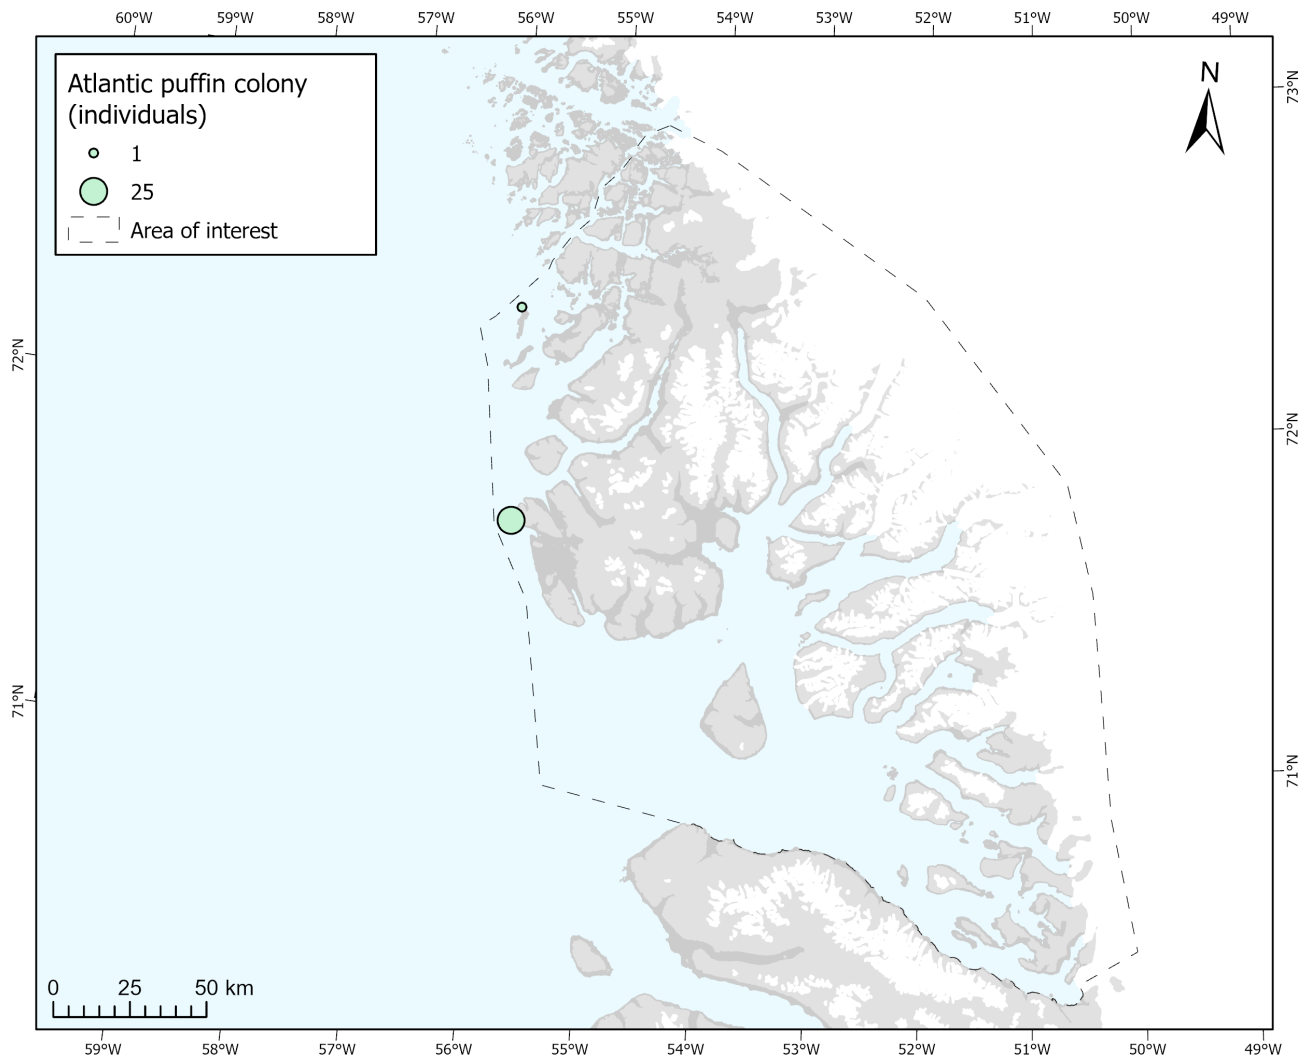 60°W 59°W 58°W 57°W 56°W 55°W 54°W 53°W 52°W 51°W 50°W 49°W
Atlantic puffin colony
(individuals)
1
25
Area of interest
N
73°N
72°N
72°N
71°N
71°N
0 25 50 km
59°W 58°W 57°W 56°W 55°W 54°W 53°W 52°W 51°W 50°W 49°W